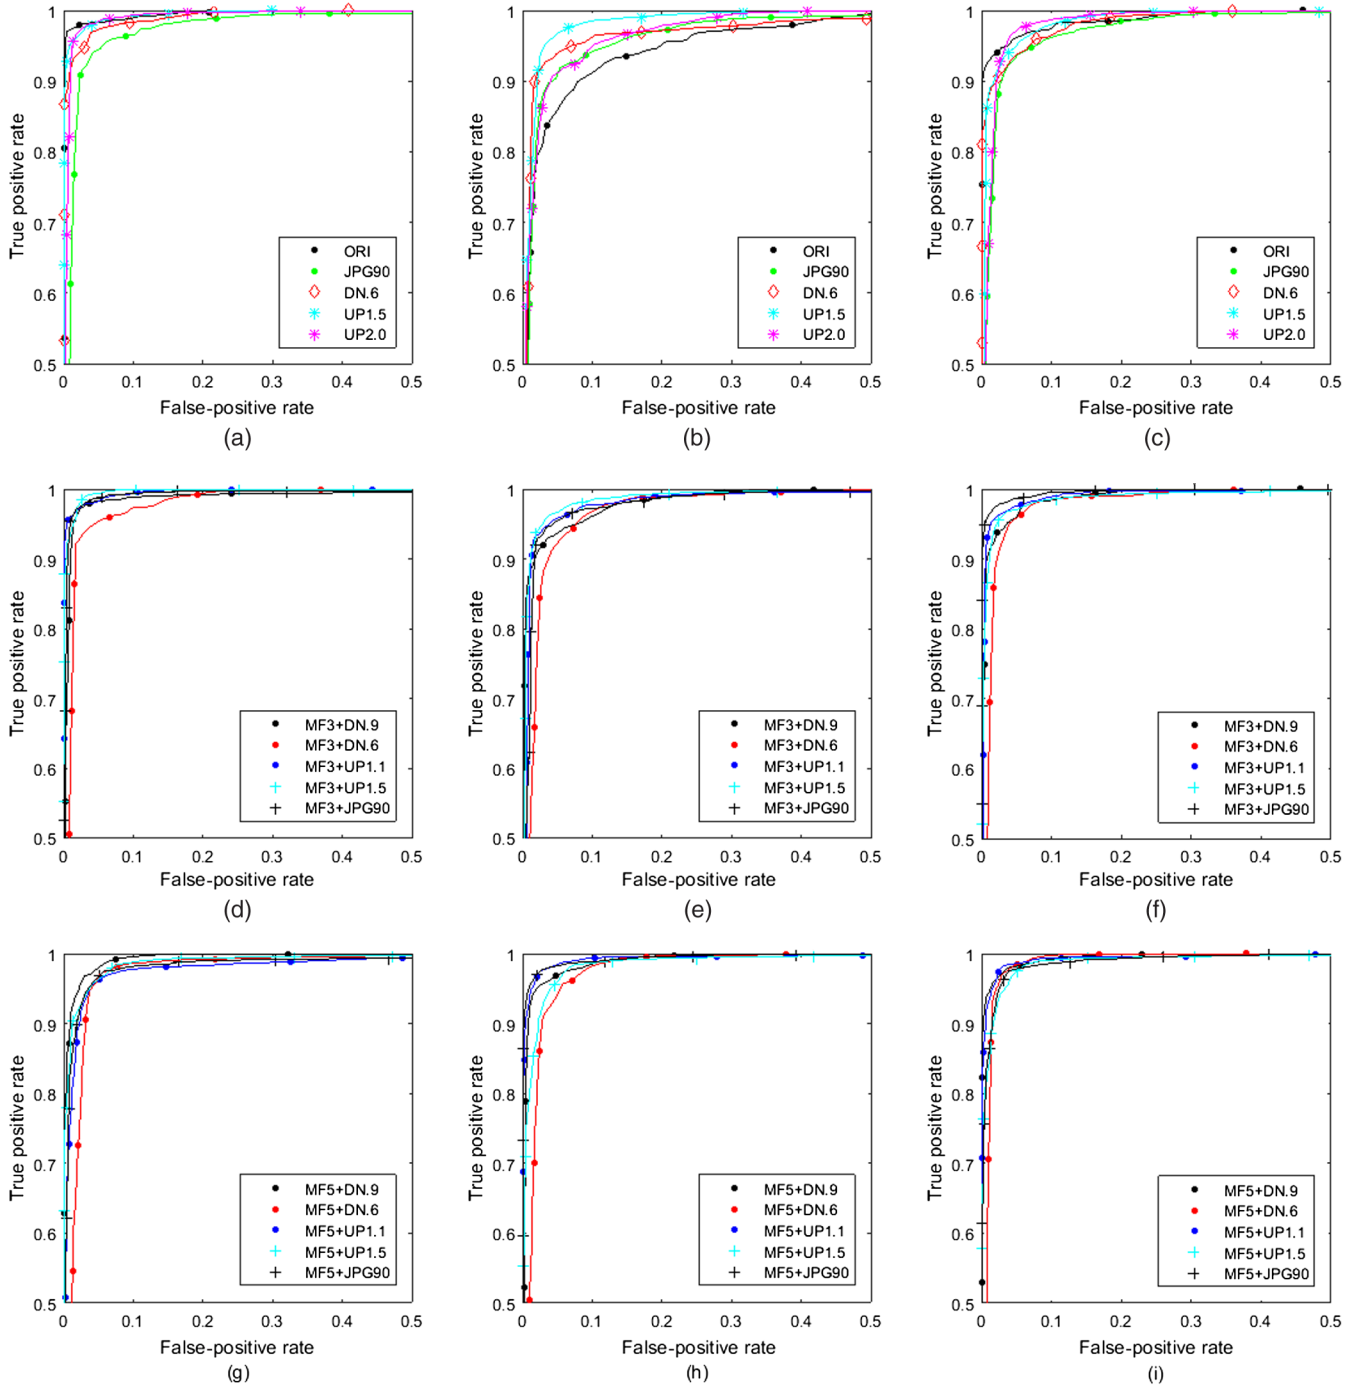 True positive rate
1
0.9
0.8
0.7
0.6
0.5
0 0.1 0.2 0.3 0.4 0.5
False-positive rate
ORI
JPG90
DN.6
UP1.5
UP2.0
(a)
True positive rate
1
0.9
0.8
0.7
0.6
0.5
0 0.1 0.2 0.3 0.4 0.5
False-positive rate
ORI
JPG90
DN.6
UP1.5
UP2.0
(b)
True positive rate
1
0.9
0.8
0.7
0.6
0.5
0 0.1 0.2 0.3 0.4 0.5
False-positive rate
ORI
JPG90
DN.6
UP1.5
UP2.0
(c)
True positive rate
1
0.9
0.8
0.7
0.6
0.5
0 0.1 0.2 0.3 0.4 0.5
False-positive rate
MF3+DN.9
MF3+DN.6
MF3+UP1.1
MF3+UP1.5
MF3+JPG90
(d)
True positive rate
1
0.9
0.8
0.7
0.6
0.5
0 0.1 0.2 0.3 0.4 0.5
False-positive rate
MF3+DN.9
MF3+DN.6
MF3+UP1.1
MF3+UP1.5
MF3+JPG90
(e)
True positive rate
1
0.9
0.8
0.7
0.6
0.5
0 0.1 0.2 0.3 0.4 0.5
False-positive rate
MF3+DN.9
MF3+DN.6
MF3+UP1.1
MF3+UP1.5
MF3+JPG90
(f)
True positive rate
1
0.9
0.8
0.7
0.6
0.5
0 0.1 0.2 0.3 0.4 0.5
False-positive rate
MF5+DN.9
MF5+DN.6
MF5+UP1.1
MF5+UP1.5
MF5+JPG90
(g)
True positive rate
1
0.9
0.8
0.7
0.6
0.5
0 0.1 0.2 0.3 0.4 0.5
False-positive rate
MF5+DN.9
MF5+DN.6
MF5+UP1.1
MF5+UP1.5
MF5+JPG90
(h)
True positive rate
1
0.9
0.8
0.7
0.6
0.5
0 0.1 0.2 0.3 0.4 0.5
False-positive rate
MF5+DN.9
MF5+DN.6
MF5+UP1.1
MF5+UP1.5
MF5+JPG90
(i)